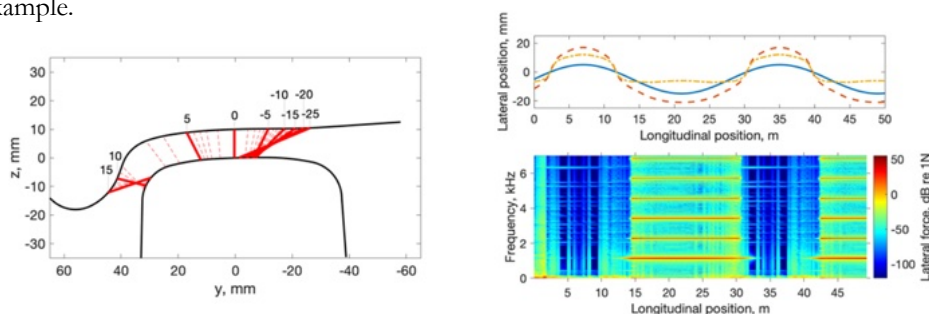 xample.
30
20
10
0
-10
-20
-30
z, mm
60 40 20 0 -20 -40 -60
y, mm
15
10
5
0
-5
-10
-15
-20
-25
Lateral position, mm
20
0
-20
0 5 10 15 20 25 30 35 40 45 50
Longitudinal position, m
Frequency, kHz
6
4
2
0
5 10 15 20 25 30 35 40 45
Longitudinal position, m
50
0
-50
-100
Lateral force, dB re 1N